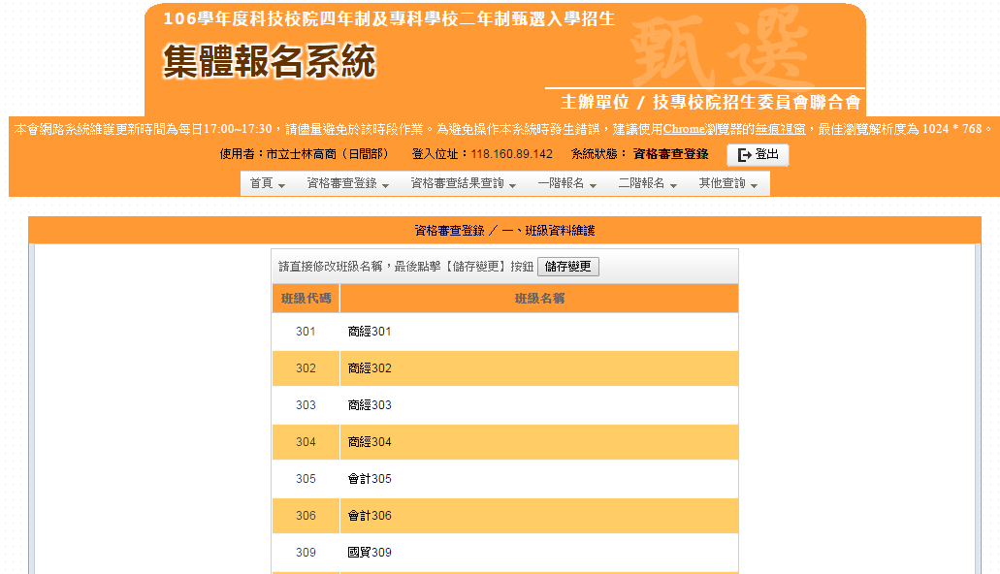 106學年度科技校院四年制及專科學校二年制甄選入學招生
甄選
集體報名系統
主辦單位 / 技專校院招生委員會聯合會
本會網路系統維護更新時間為每日17:00~17:30，請儘量避免於該時段作業。為避免操作本系統時發生錯誤，建議使用Chrome瀏覽器的無痕視窗，最佳瀏覽解析度為 1024 * 768。
使用者：市立士林高商（日間部） 登入位址：118.160.89.142 系統狀態： 資格審查登錄 登出
首頁 資格審查登錄 資格審查結果查詢 一階報名 二階報名 其他查詢
資格審查登錄 ／ 一、班級資料維護
請直接修改班級名稱，最後點擊【儲存變更】按鈕 儲存變更
班級代碼 班級名稱
301 商經301
302 商經302
303 商經303
304 商經304
305 會計305
306 會計306
309 國貿309